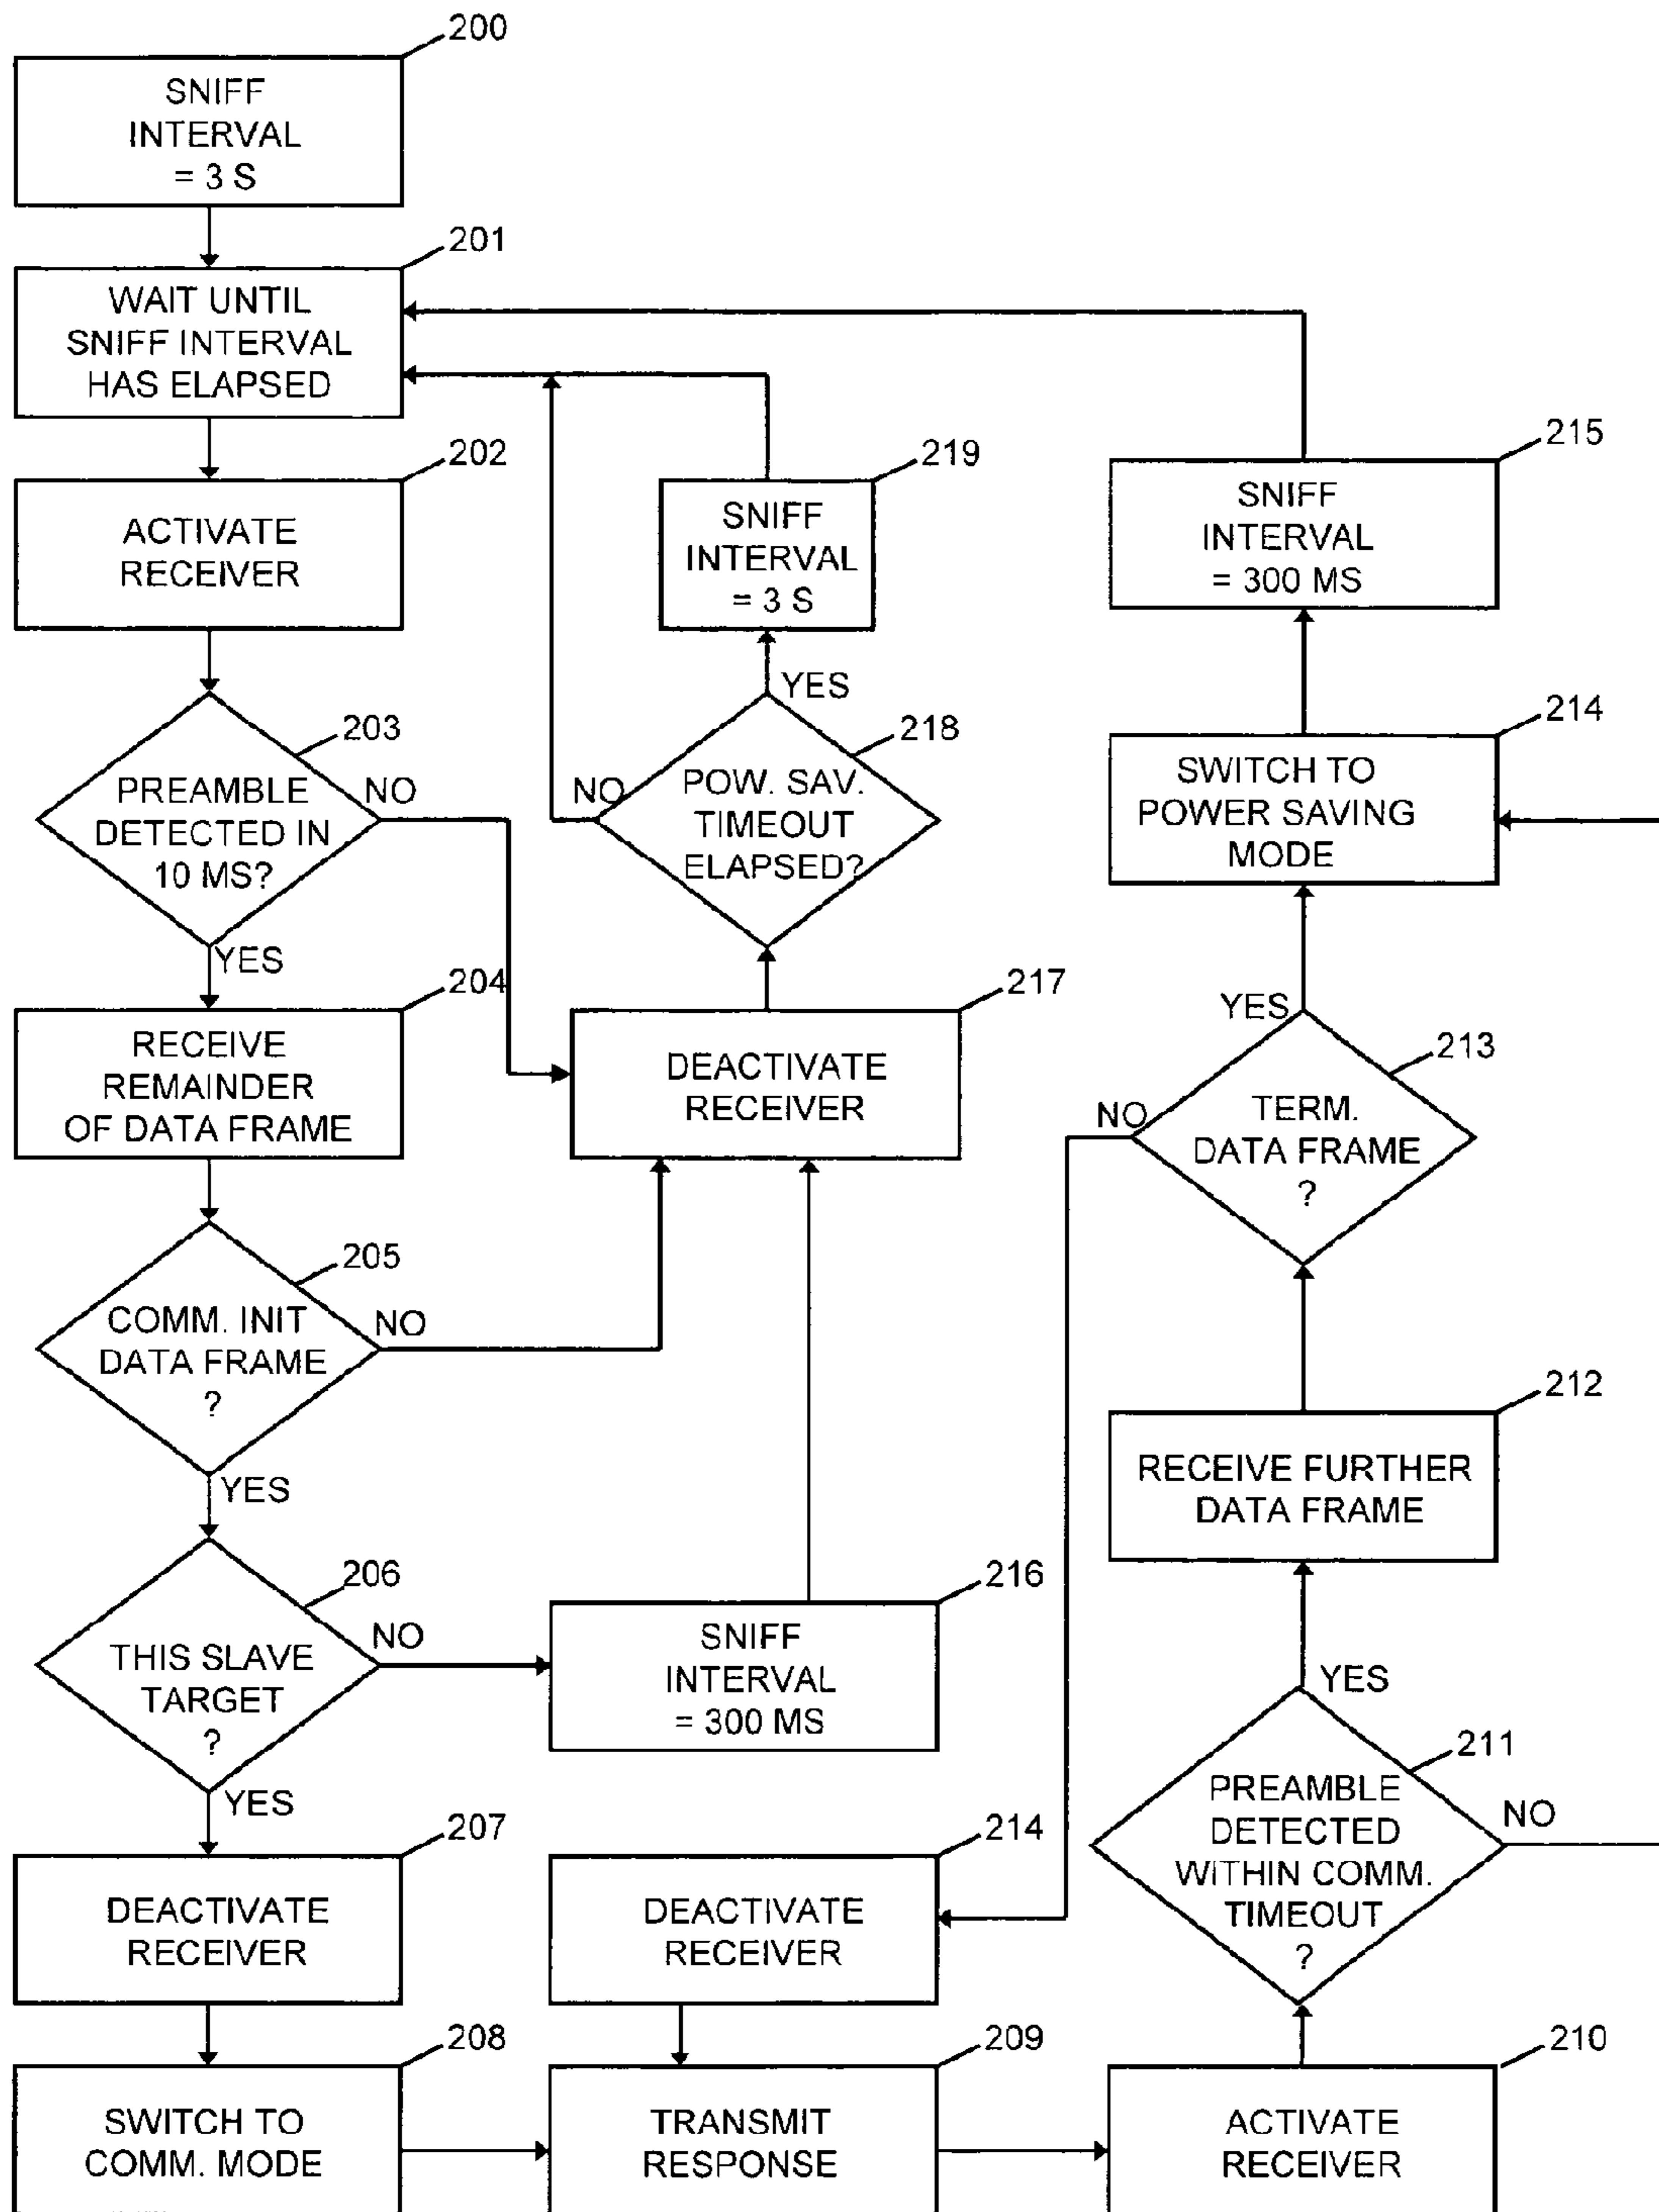 200
SNIFF
INTERVAL
= 3 S
201
WAIT UNTIL
SNIFF INTERVAL
HAS ELAPSED
202
ACTIVATE
RECEIVER
203
PREAMBLE
DETECTED IN
10 MS?
NO
YES
204
RECEIVE
REMAINDER
OF DATA FRAME
205
COMM. INIT
DATA FRAME
?
NO
YES
206
THIS SLAVE
TARGET
?
NO
YES
207
DEACTIVATE
RECEIVER
208
SWITCH TO
COMM. MODE
219
SNIFF
INTERVAL
= 3 S
YES
218
POW. SAV.
TIMEOUT
ELAPSED?
NO
217
DEACTIVATE
RECEIVER
216
SNIFF
INTERVAL
= 300 MS
214
DEACTIVATE
RECEIVER
209
TRANSMIT
RESPONSE
215
SNIFF
INTERVAL
= 300 MS
214
SWITCH TO
POWER SAVING
MODE
YES
213
TERM.
DATA FRAME
?
NO
212
RECEIVE FURTHER
DATA FRAME
YES
211
PREAMBLE
DETECTED
WITHIN COMM.
TIMEOUT
?
NO
210
ACTIVATE
RECEIVER